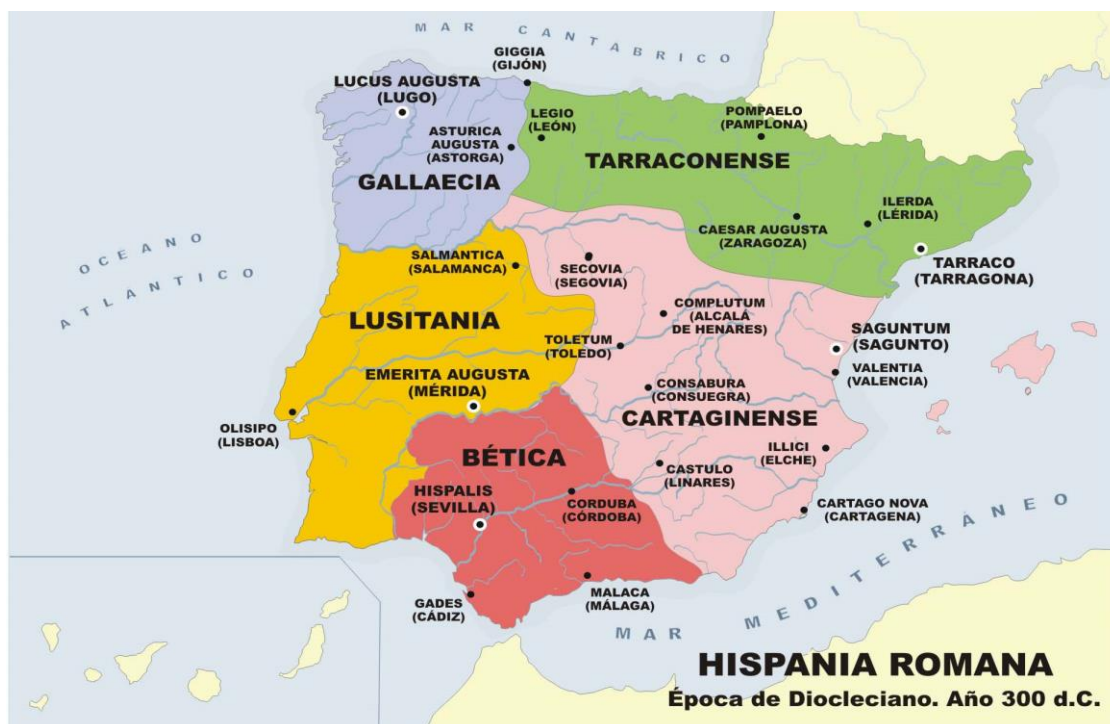 MAR CANTÁBRICO
GIGGIA
(GIJÓN)
LUCUS AUGUSTA
(LUGO)
LEGIO
(LEÓN)
POMPAELO
(PAMPLONA)
ASTURICA
AUGUSTA
(ASTORGA)
TARRACONENSE
GALLAECIA
ILERDA
(LÉRIDA)
CAESAR AUGUSTA
(ZARAGOZA)
OCEANO
ATLANTICO
SALMANTICA
(SALAMANCA)
SECOVIA
(SEGOVIA)
TARRACO
(TARRAGONA)
COMPLUTUM
(ALCALÁ
DE HENARES)
LUSITANIA
TOLETUM
(TOLEDO)
SAGUNTUM
(SAGUNTO)
VALENTIA
(VALENCIA)
EMERITA AUGUSTA
(MÉRIDA)
CONSABURA
(CONSUEGRA)
CARTAGINENSE
OLISIPO
(LISBOA)
BÉTICA
ILLICI
(ELCHE)
CASTULO
(LINARES)
HISPALIS
(SEVILLA)
CORDUBA
(CÓRDOBA)
CARTAGO NOVA
(CARTAGENA)
GADES
(CÁDIZ)
MALACA
(MÁLAGA)
MAR MEDITERRÁNEO
HISPANIA ROMANA
Época de Diocleciano. Año 300 d.C.